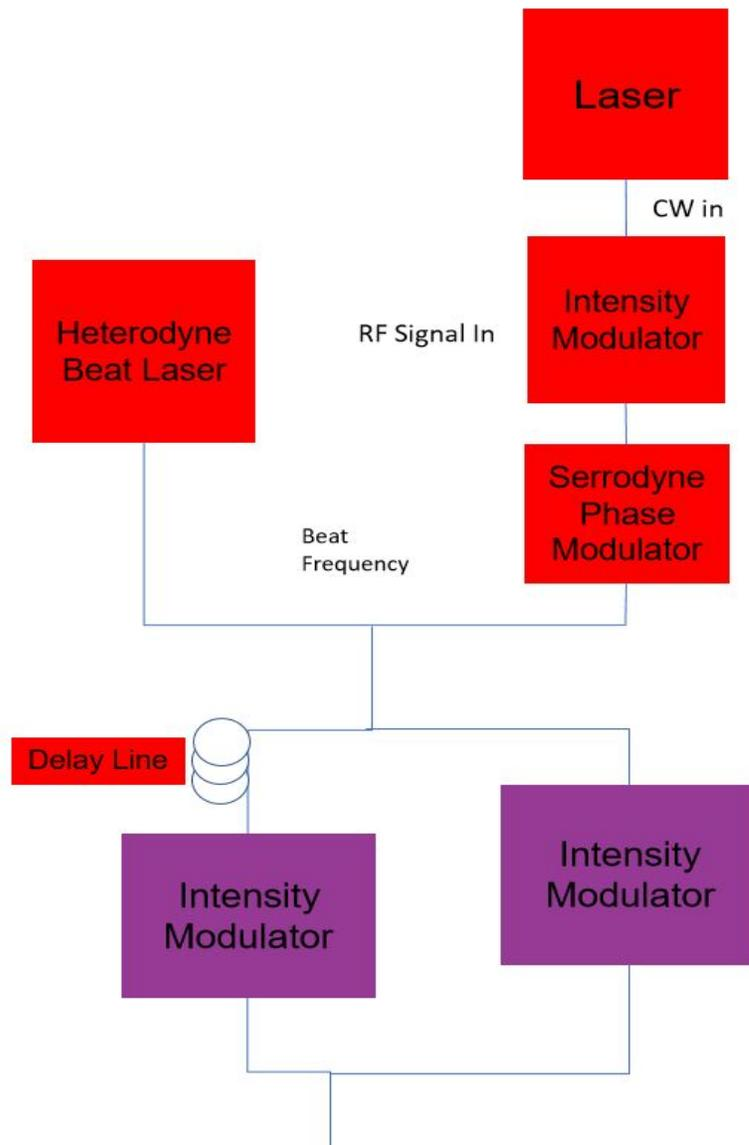 Laser
CW in
Intensity
Modulator
RF Signal In
Heterodyne
Beat Laser
Serrodyne
Phase
Modulator
Beat
Frequency
Delay Line
Intensity
Modulator
Intensity
Modulator